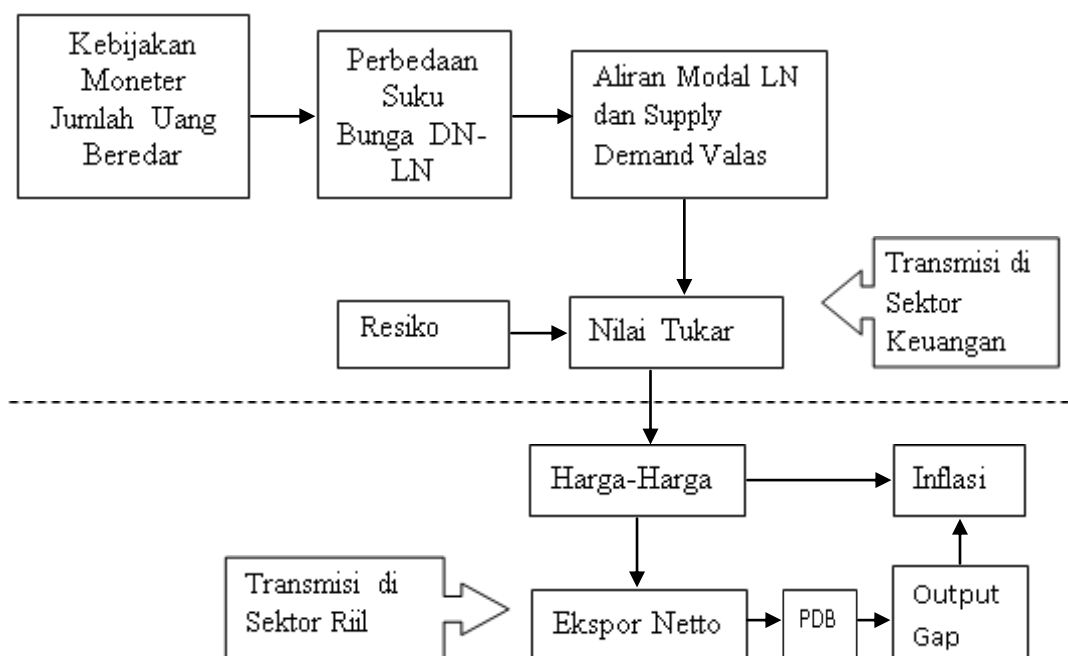 Kebijakan
Moneter
Jumlah Uang
Beredar
Perbedaan
Suku
Bunga DN-
LN
Aliran Modal LN
dan Supply
Demand Valas
Transmisi di
Sektor
Keuangan
Resiko
Nilai Tukar
Harga-Harga
Inflasi
Transmisi di
Sektor Riil
Ekspor Netto
PDB
Output
Gap